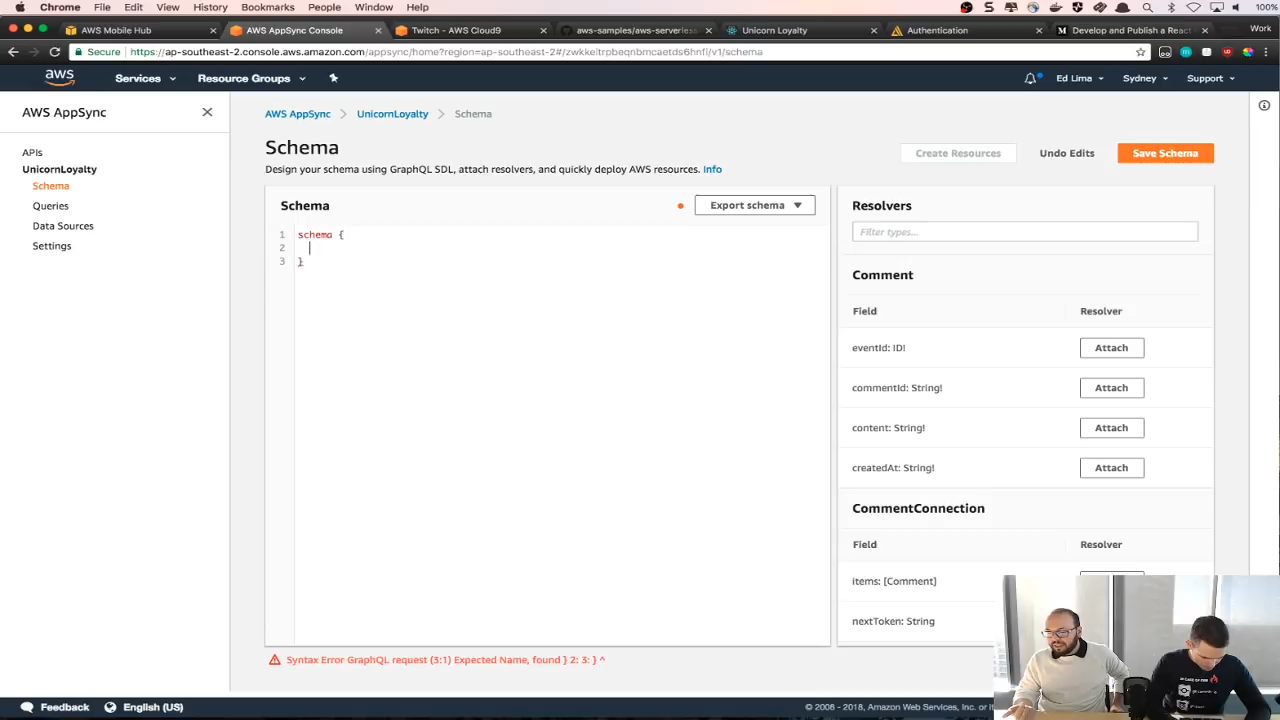 Chrome File Edit View History Bookmarks People Window Help 100%
AWS Mobile Hub
AWS AppSync Console
Twitch - AWS Cloud9
aws-samples/aws-serverless
Unicorn Loyalty
Authentication
Develop and Publish a React
Work
Secure https://ap-southeast-2.console.aws.amazon.com/appsync/home?region=ap-southeast-2#/zwkkeitrpbeqnbmcaetds6hnfi/v1/schema
aws Services Resource Groups Ed Lima Sydney Support
AWS AppSync
APIs
UnicornLoyalty
Schema
Queries
Data Sources
Settings
AWS AppSync UnicornLoyalty Schema
Schema
Design your schema using GraphQL SDL, attach resolvers, and quickly deploy AWS resources. Info
Create Resources Undo Edits Save Schema
Schema Export schema
1 schema {
2
3 }
Syntax Error GraphQL request (3:1) Expected Name, found } 2: 3: } ^
Resolvers
Filter types...
Comment
Field Resolver
eventId: ID! Attach
commentId: String! Attach
content: String! Attach
createdAt: String! Attach
CommentConnection
Field Resolver
items: [Comment]
nextToken: String
Feedback English (US)
© 2008 - 2018, Amazon Web Services, Inc. or it